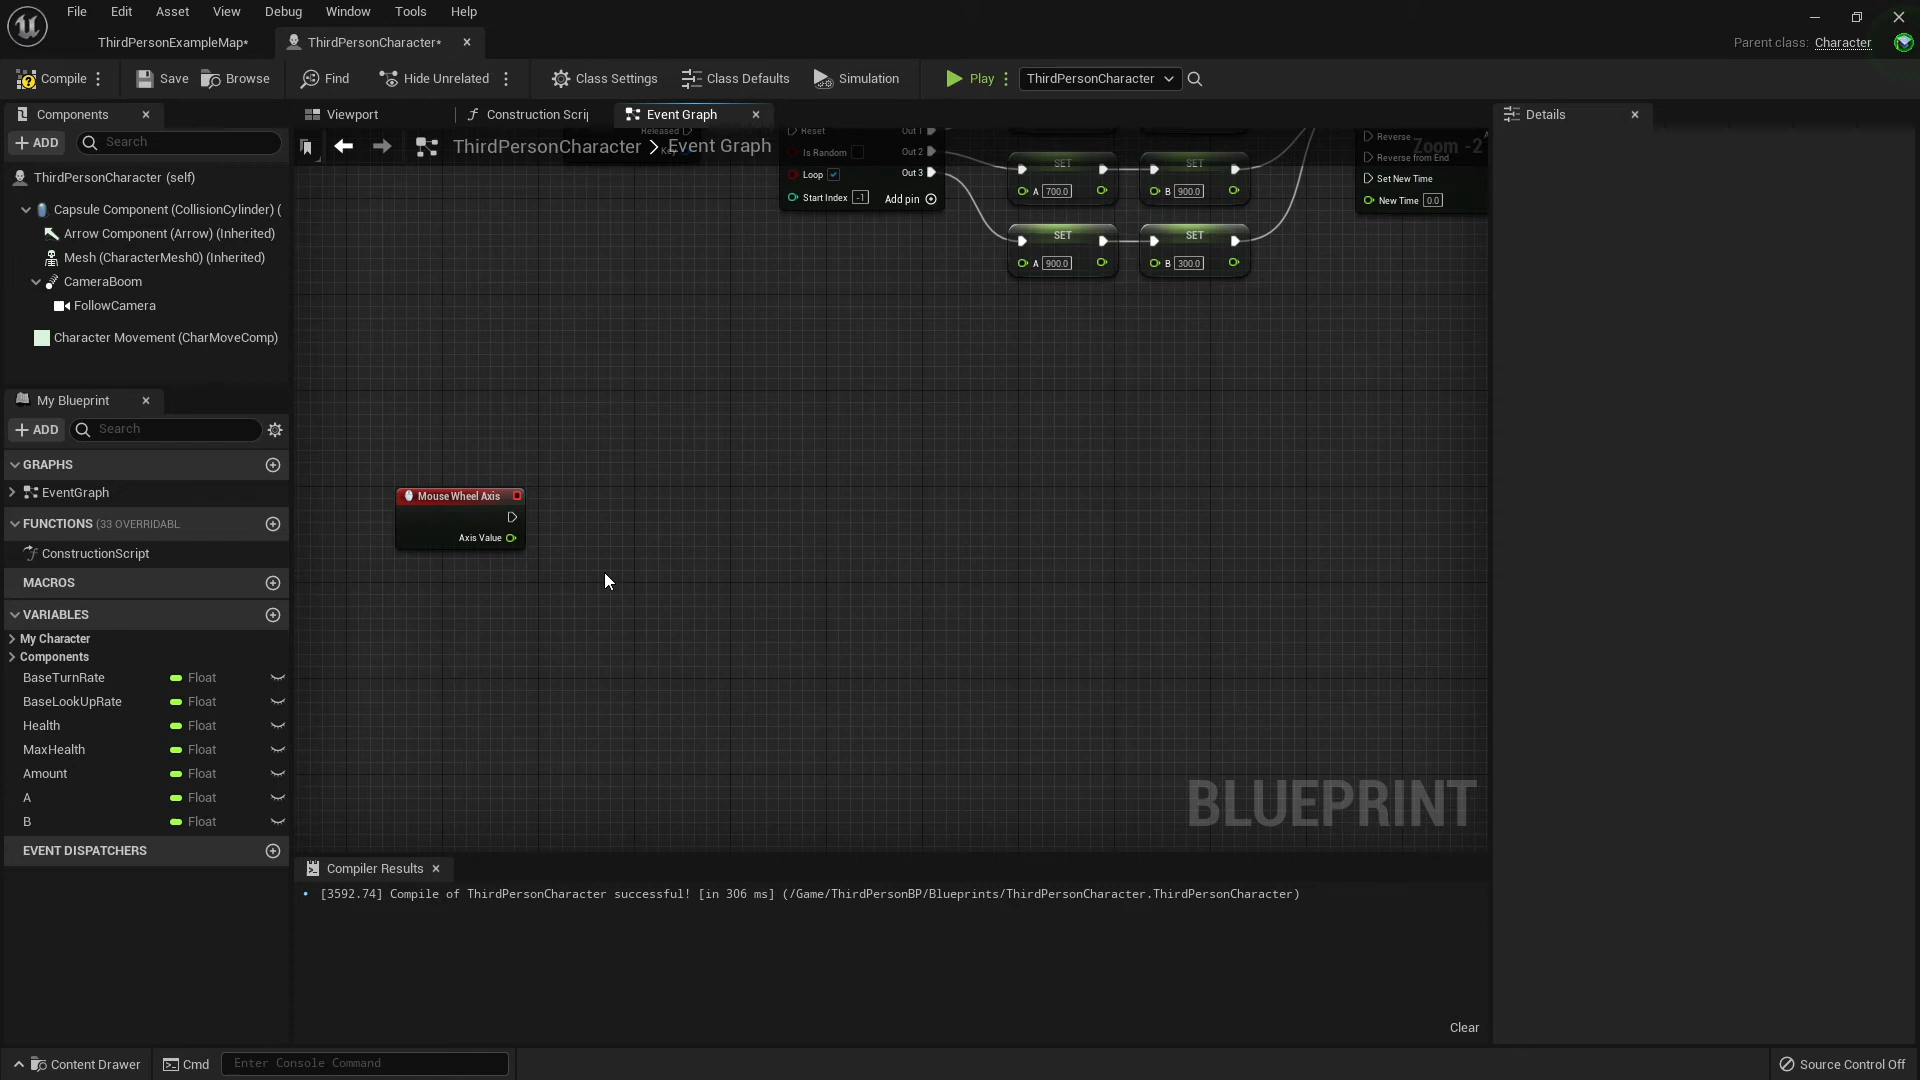 File Edit Asset View Debug Window Tools Help
ThirdPersonExampleMap*
ThirdPersonCharacter*
Parent class: Character
Compile
Save
Browse
Find
Hide Unrelated
Class Settings
Class Defaults
Simulation
Play
ThirdPersonCharacter
Components
Viewport
Construction Scrip
Event Graph
Details
ADD
Search
ThirdPersonCharacter > Event Graph
Zoom -2
ThirdPersonCharacter (self)
Capsule Component (CollisionCylinder) (
Arrow Component (Arrow) (Inherited)
Mesh (CharacterMesh0) (Inherited)
CameraBoom
FollowCamera
Character Movement (CharMoveComp)
Released
Key
Reset
Out 1
Is Random
Out 2
Loop
Out 3
Start Index -1
Add pin
SET
A 700.0
SET
B 900.0
SET
A 900.0
SET
B 300.0
Reverse
Reverse from End
Set New Time
New Time 0.0
Mouse Wheel Axis
Axis Value
My Blueprint
ADD
Search
GRAPHS
EventGraph
FUNCTIONS (33 OVERRIDABL
ConstructionScript
MACROS
VARIABLES
My Character
Components
BaseTurnRate Float
BaseLookUpRate Float
Health Float
MaxHealth Float
Amount Float
A Float
B Float
EVENT DISPATCHERS
BLUEPRINT
Compiler Results
[3592.74] Compile of ThirdPersonCharacter successful! [in 306 ms] (/Game/ThirdPersonBP/Blueprints/ThirdPersonCharacter.ThirdPersonCharacter)
Clear
Content Drawer
Cmd
Enter Console Command
Source Control Off